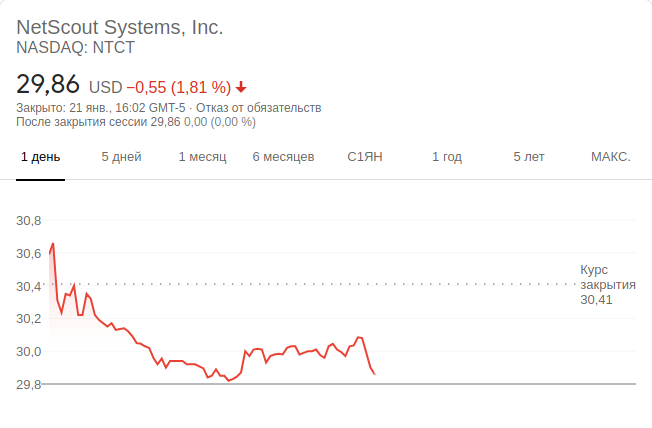 NetScout Systems, Inc.
NASDAQ: NTCT
29,86 USD −0,55 (1,81 %)
Закрыто: 21 янв., 16:02 GMT-5 · Отказ от обязательств
После закрытия сессии 29,86 0,00 (0,00 %)
1 день 5 дней 1 месяц 6 месяцев С1ЯН 1 год 5 лет МАКС.
30,8
30,6
30,4
30,2
30,0
29,8
Курс
закрытия
30,41